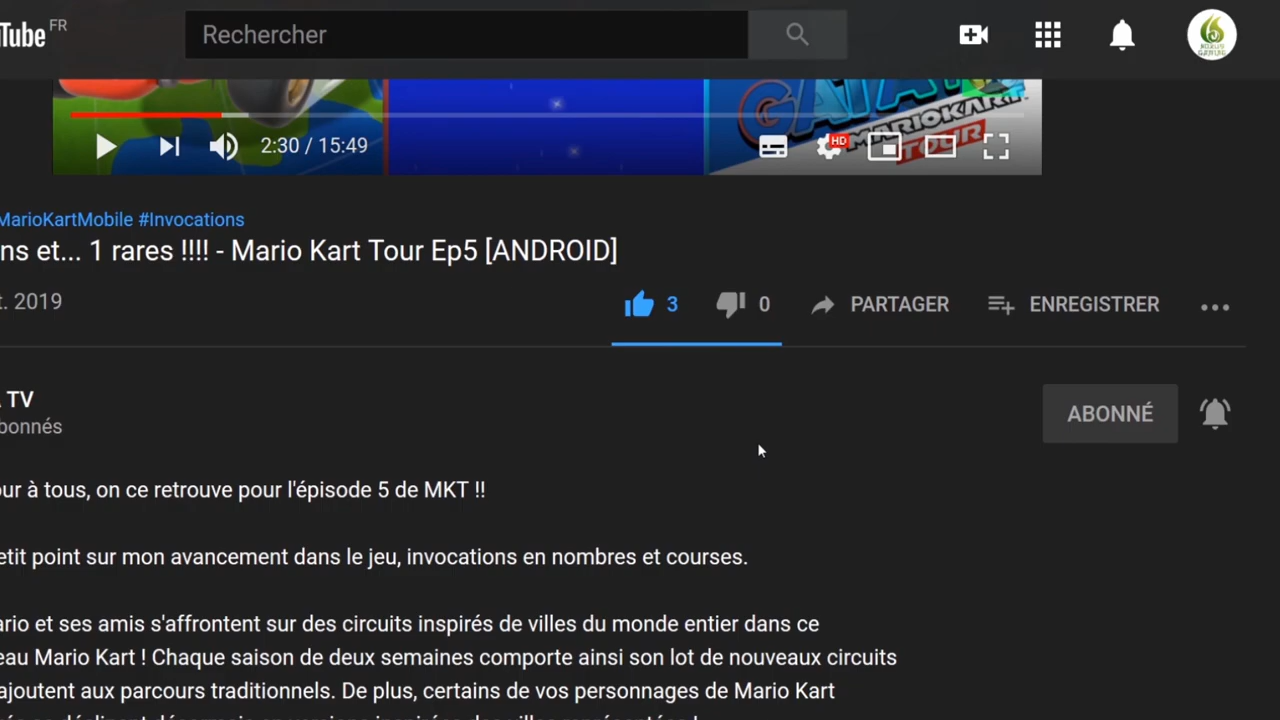 Tube FR
Rechercher
MARIOKART
TOUR
2:30 / 15:49
HD
MarioKartMobile #Invocations
ns et... 1 rares !!!! - Mario Kart Tour Ep5 [ANDROID]
t. 2019
3
0
PARTAGER
ENREGISTRER
TV
bonnés
ABONNÉ
ur à tous, on ce retrouve pour l'épisode 5 de MKT !!
etit point sur mon avancement dans le jeu, invocations en nombres et courses.
ario et ses amis s'affrontent sur des circuits inspirés de villes du monde entier dans ce
eau Mario Kart ! Chaque saison de deux semaines comporte ainsi son lot de nouveaux circuits
ajoutent aux parcours traditionnels. De plus, certains de vos personnages de Mario Kart